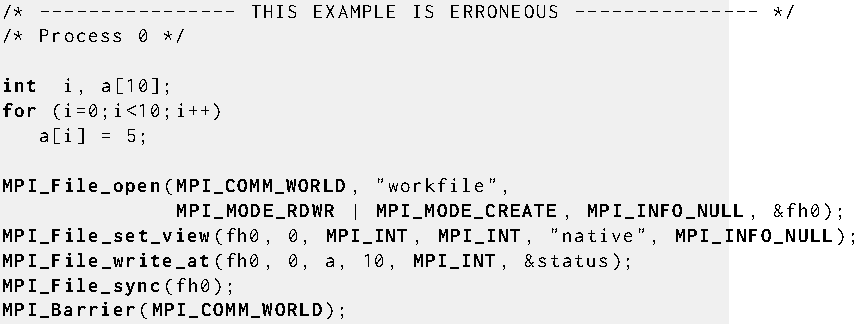 /* ---------------- THIS EXAMPLE IS ERRONEOUS --------------- */
/* Process 0 */
int i, a[10];
for (i=0;i<10;i++)
a[i] = 5;
MPI_File_open(MPI_COMM_WORLD, "workfile",
MPI_MODE_RDWR | MPI_MODE_CREATE, MPI_INFO_NULL, &fh0);
MPI_File_set_view(fh0, 0, MPI_INT, MPI_INT, "native", MPI_INFO_NULL);
MPI_File_write_at(fh0, 0, a, 10, MPI_INT, &status);
MPI_File_sync(fh0);
MPI_Barrier(MPI_COMM_WORLD);